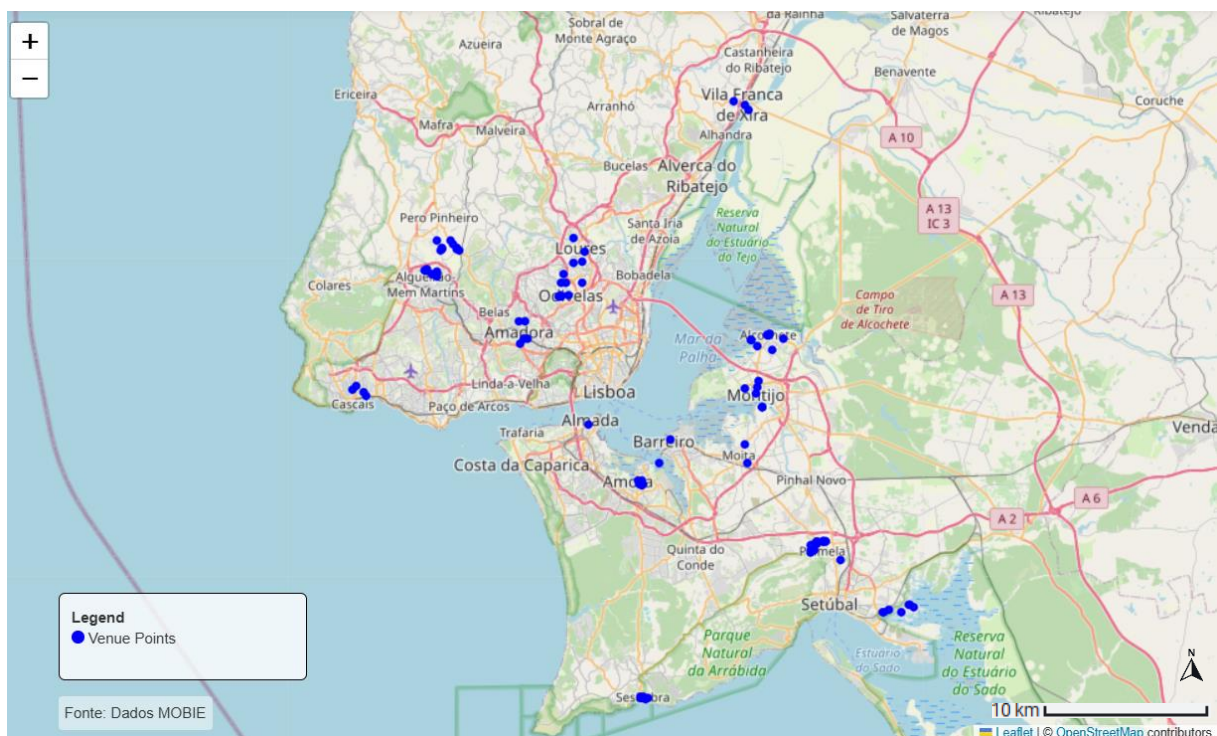 +
−
Sobral de
Monte Agraço
da Rainha
Salvaterra
de Magos
Ribatejo
Azueira
Castanheira
do Ribatejo
Benavente
Ericeira
Arranhó
Vila Franca
de Xira
Coruche
Mafra
Malveira
Alhandra
A 10
Bucelas
Alverca do
Ribatejo
A 13
IC 3
Pero Pinheiro
Santa Iria
de Azoia
Reserva
Natural
do Estuário
do Tejo
Loures
Bobadela
Colares
Algueirão-
Mem Martins
Odivelas
A 13
Campo
de Tiro
de Alcochete
Belas
Amadora
Mar da
Palha
Alcochete
Linda-a-Velha
Lisboa
Cascais
Paço de Arcos
Montijo
Almada
Trafaria
Barreiro
Vendas
Costa da Caparica
Moita
Amora
Pinhal Novo
A 6
A 2
Quinta do
Conde
Palmela
Setúbal
Legend
Venue Points
Parque
Natural
da Arrábida
Estuário
do Sado
Reserva
Natural
do Estuário
do Sado
N
Sesimbra
Fonte: Dados MOBIE
10 km
Leaflet | © OpenStreetMap contributors